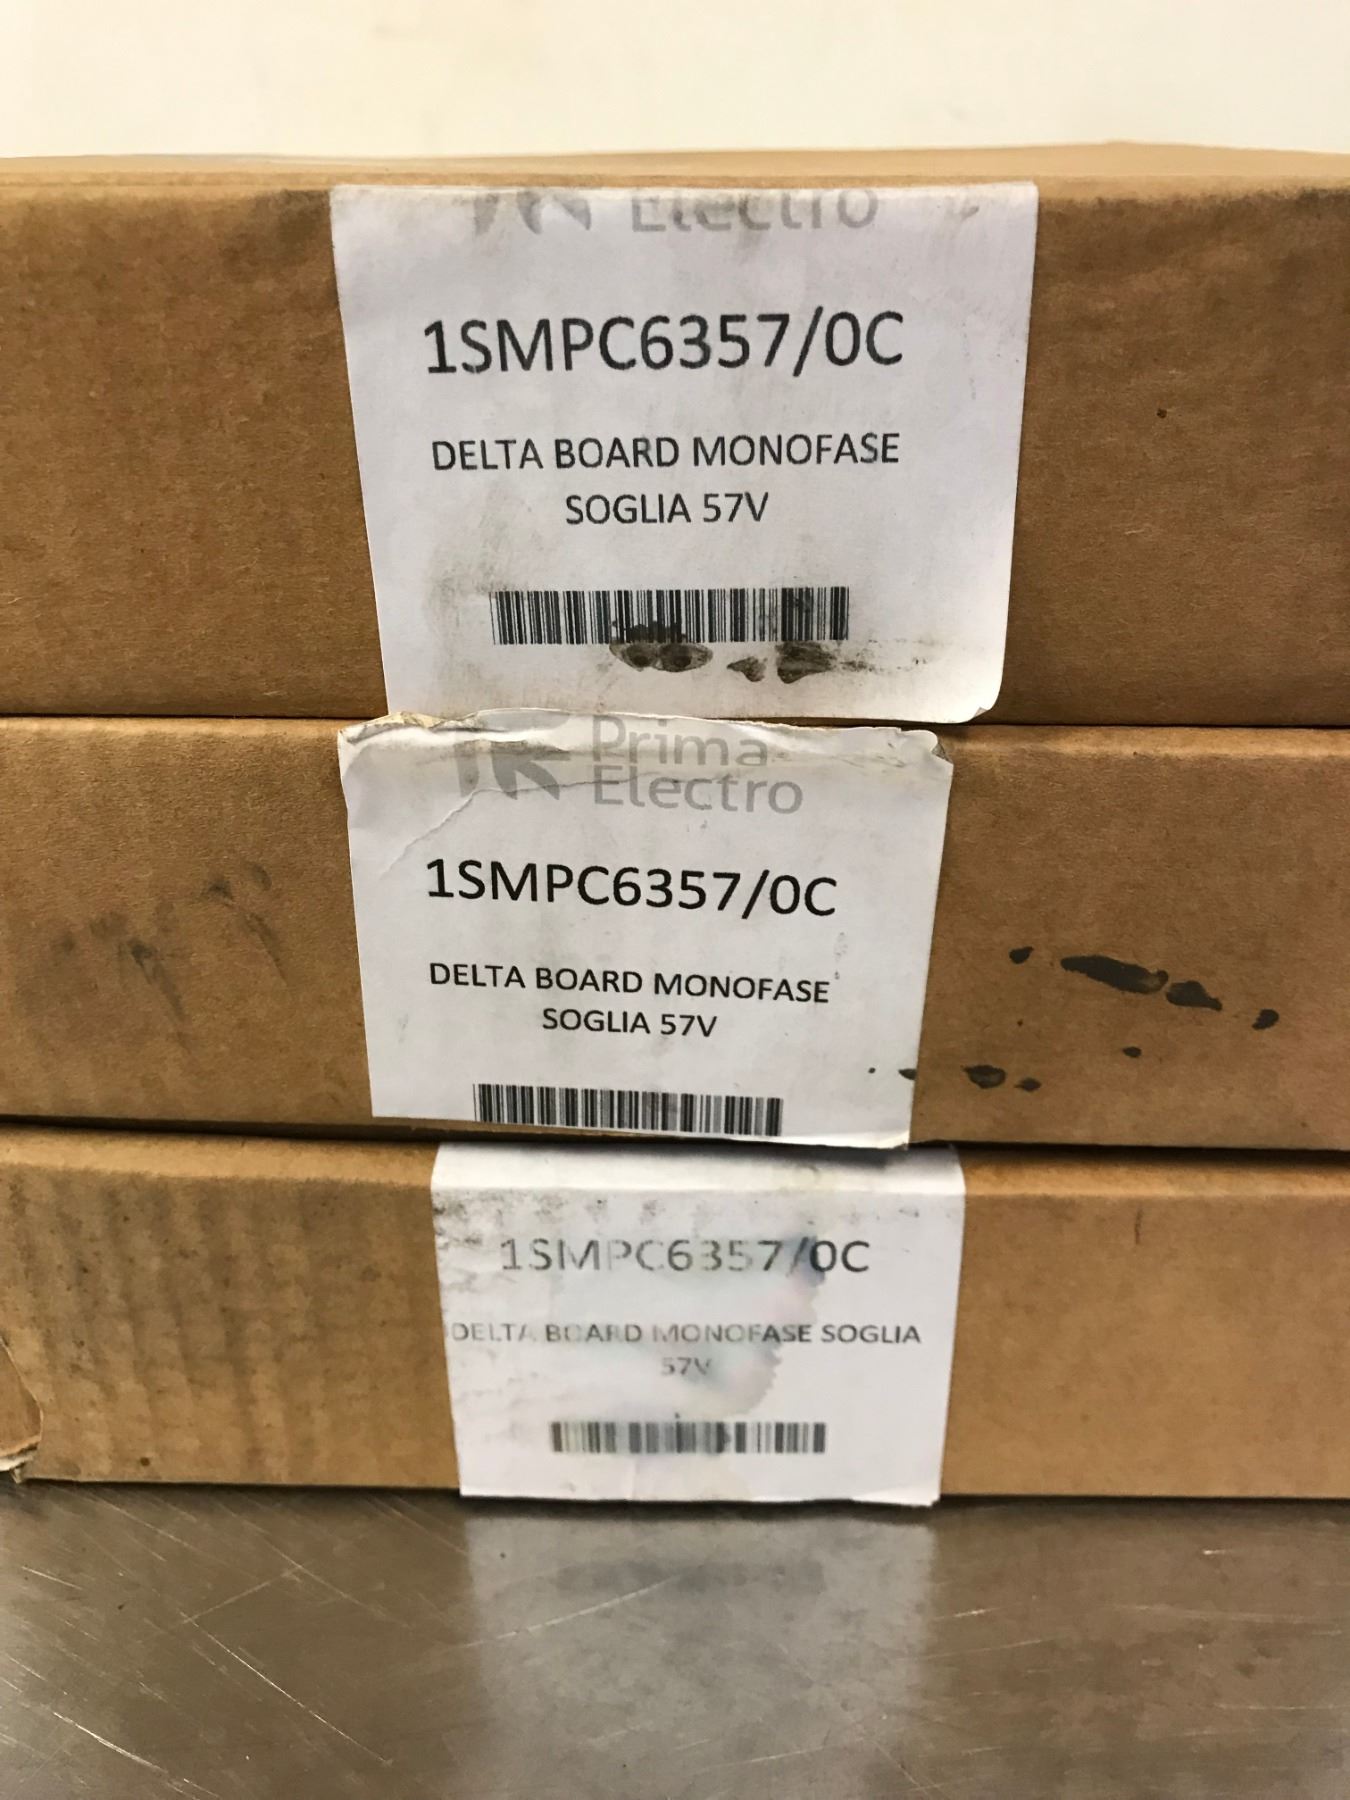 Electro
1SMPC6357/0C
DELTA BOARD MONOFASE
SOGLIA 57V
Prima
Electro
1SMPC6357/0C
DELTA BOARD MONOFASE
SOGLIA 57V
1SMPC6357/0C
DELTA BOARD MONOFASE SOGLIA
57V